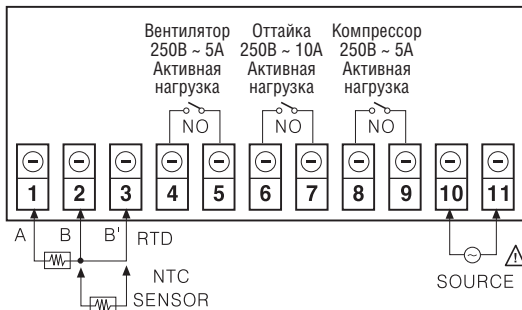 Вентилятор Оттайка Компрессор
250В ~ 5А 250В ~ 10А 250В ~ 5А
Активная Активная Активная
нагрузка нагрузка нагрузка
NO NO NO
1 2 3 4 5 6 7 8 9 10 11
A B B' RTD
NTC
SENSOR
SOURCE